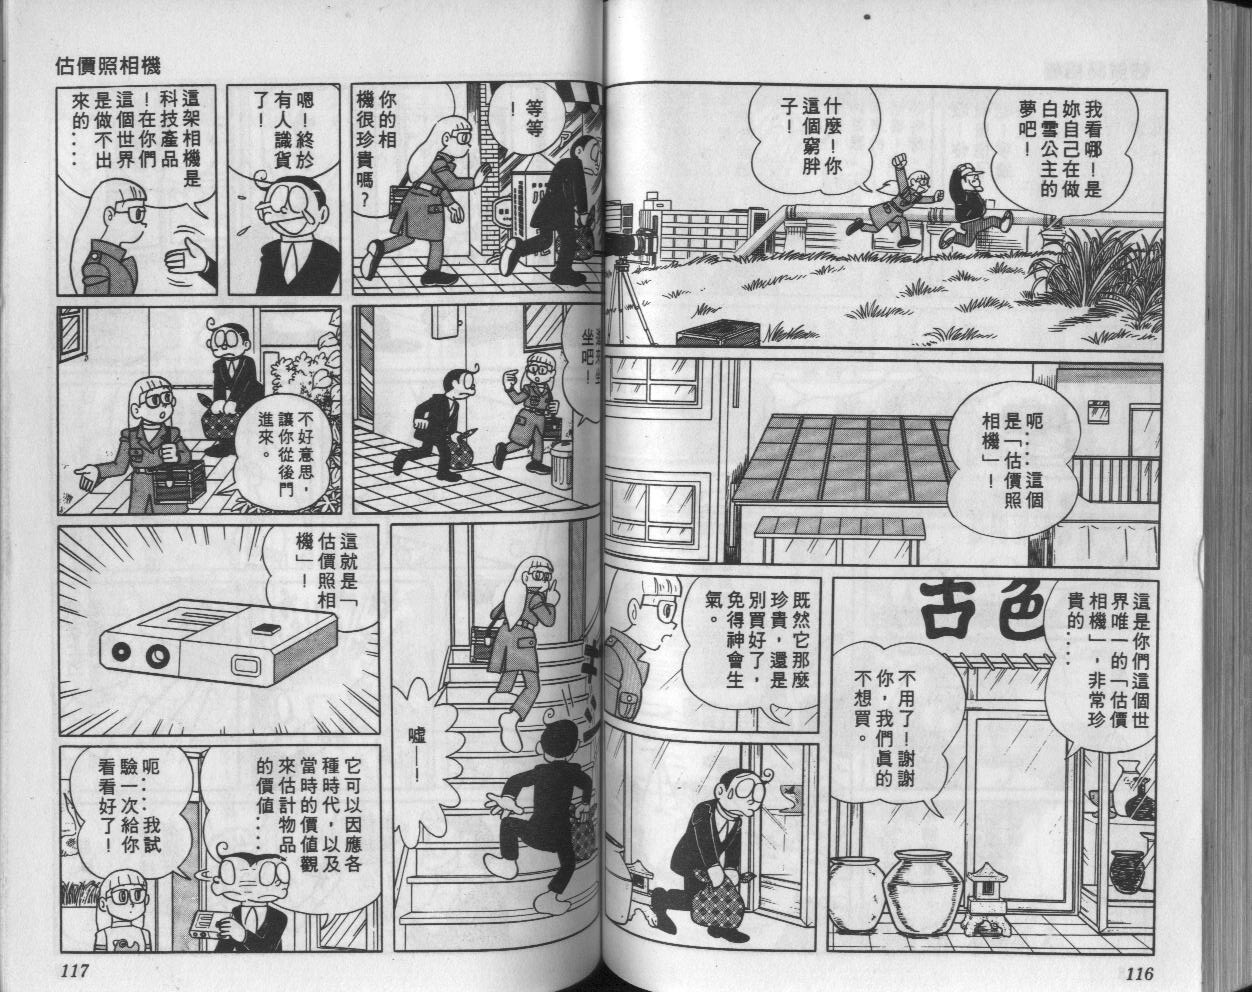 我看哪！是
妳自己在做
白雲公主的
夢吧！
什麼！你
這個窮胖
子！
呃……這個
是「估價照
相機」！
這是你們這個世
界唯一的「估價
相機」，非常珍
貴的…
古色
不用了！謝謝
你，我們真的
不想買。
既然它那麼
珍貴，還是
別買好了，
免得神會生
氣。
116
估價照相機
等等
！
你的相
機很珍貴嗎？
嗯！終於
有人識貨
了！
這架相機是
科技產品
！在你們
這個世界
是做不出
來的…
坐吧！
不好意思，
讓你從後門
進來。
噓──！
這就是「
估價照相
機」！
它可以因應各
種時代，以及
當時的價值觀
來估計物品
的價值……
呃……我試
驗一次給你
看看好了！
117